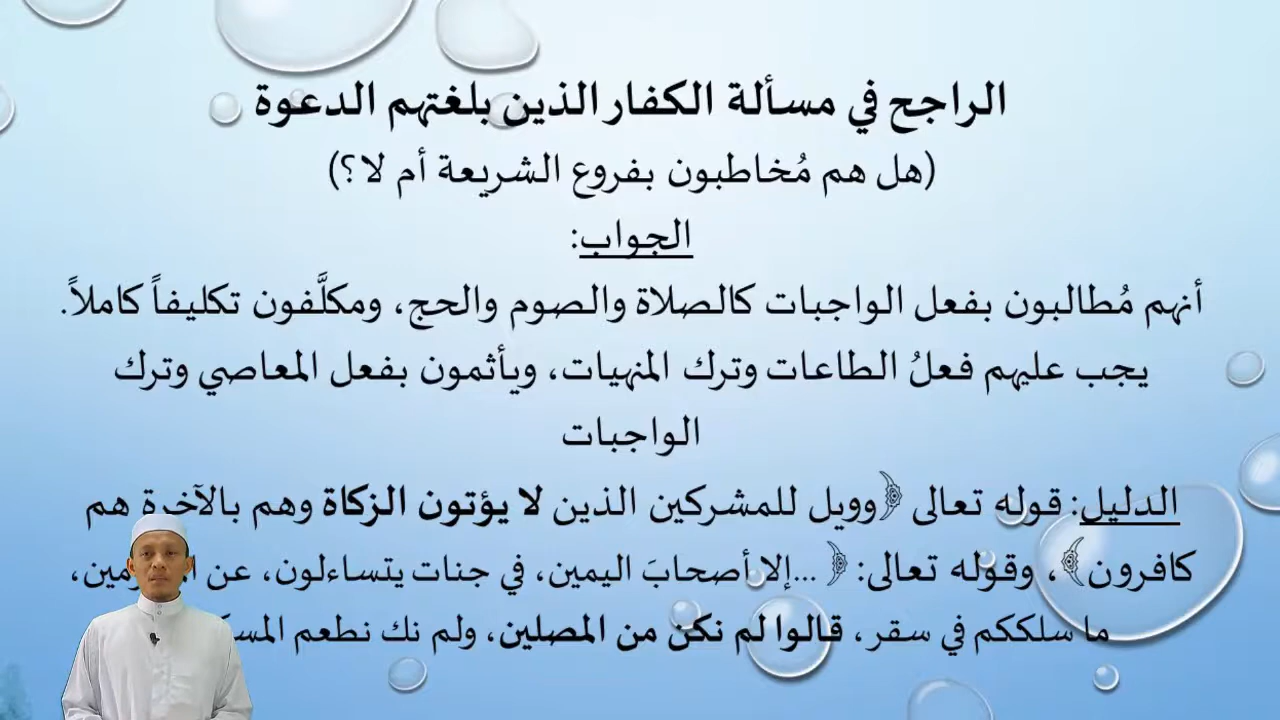 الراجح في مسألة الكفار الذين بلغتهم الدعوة
(هل هم مُخاطبون بفروع الشريعة أم لا؟)
الجواب:
أنهم مُطالبون بفعل الواجبات كالصلاة والصوم والحج، ومكلَّفون تكليفاً كاملاً.
يجب عليهم فعلُ الطاعات وترك المنهيات، ويأثمون بفعل المعاصي وترك
الواجبات
الدليل: قوله تعالى ﴿وويل للمشركين الذين لا يؤتون الزكاة وهم بالآخرة هم
كافرون﴾، وقوله تعالى: ﴿ ...إلا أصحابَ اليمين، في جنات يتساءلون، عن
ما سلككم في سقر ، قالوا لم نكن من المصلين، ولم نك نطعم